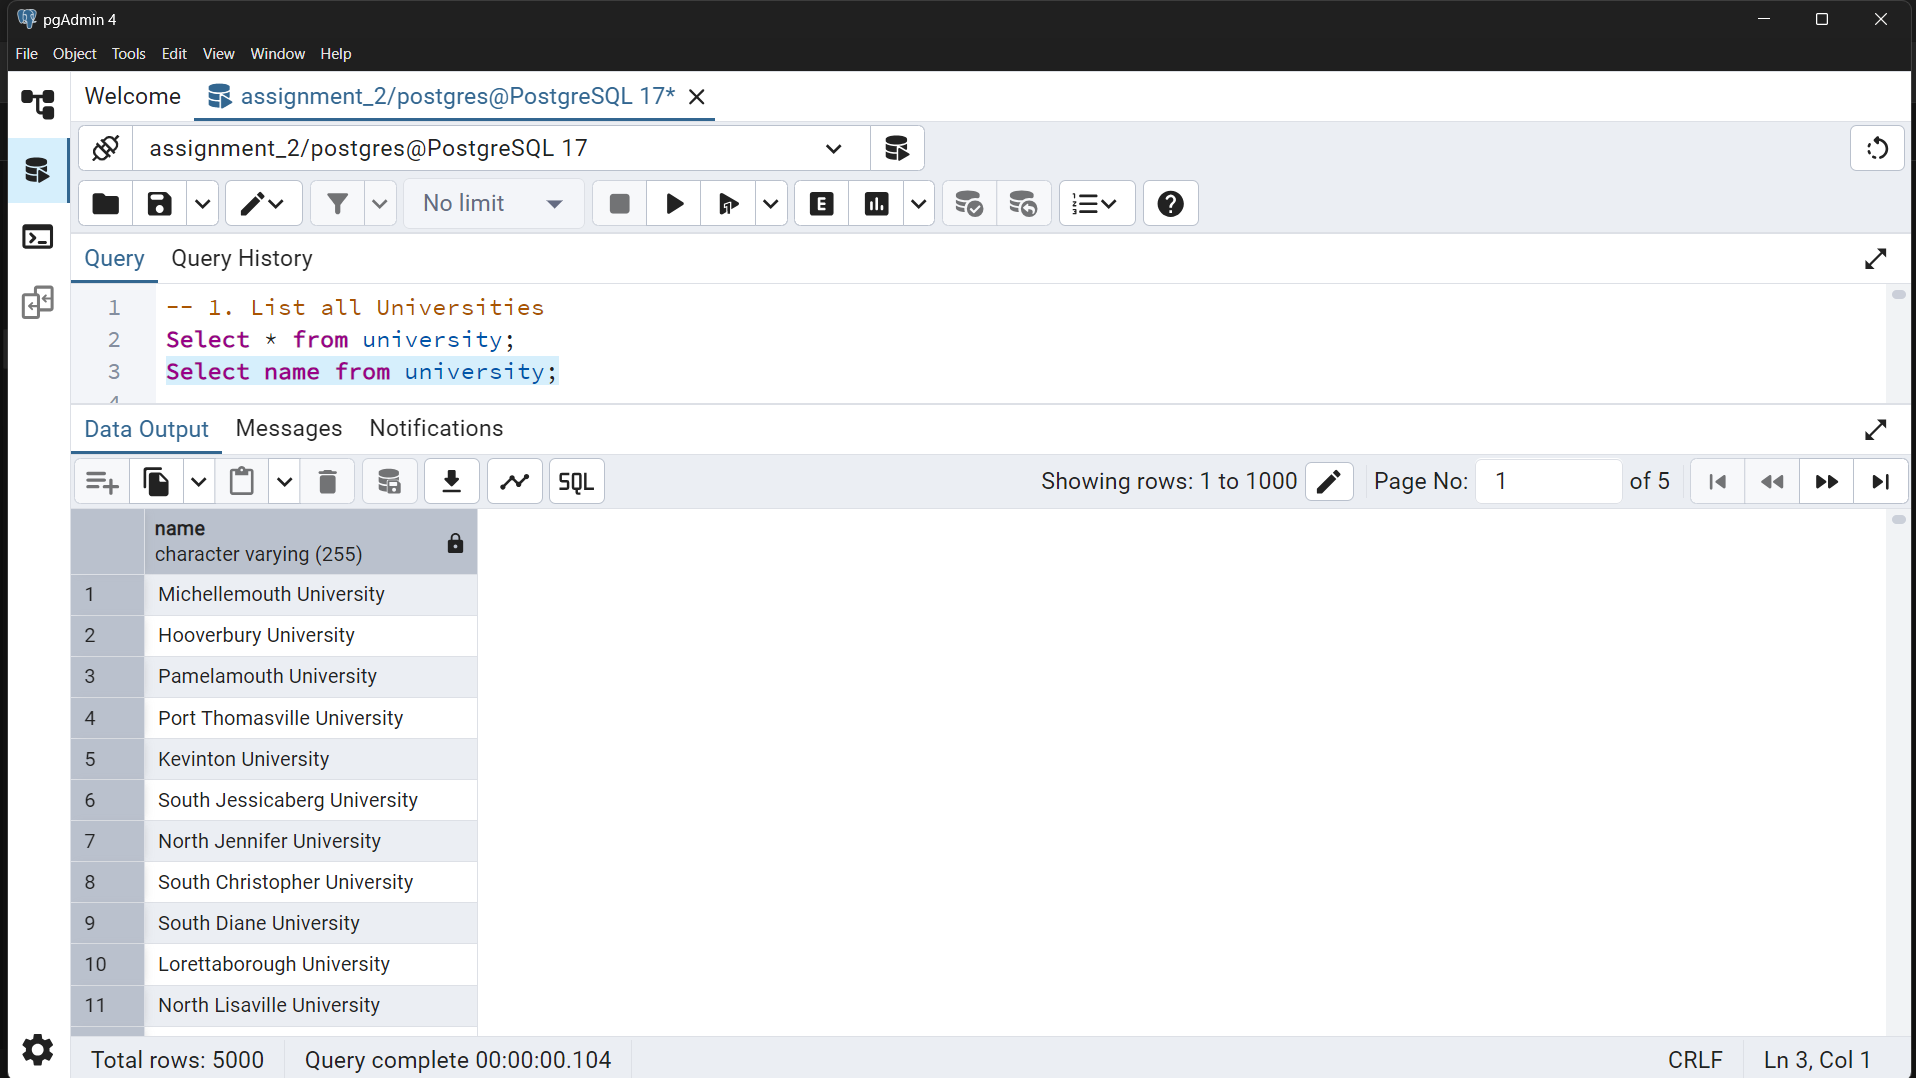 pgAdmin 4
File Object Tools Edit View Window Help
Welcome assignment_2/postgres@PostgreSQL 17*
assignment_2/postgres@PostgreSQL 17
No limit E
Query Query History
1 -- 1. List all Universities
2 Select * from university;
3 Select name from university;
4
Data Output Messages Notifications
SQL Showing rows: 1 to 1000 Page No: 1 of 5
name
character varying (255)
1 Michellemouth University
2 Hooverbury University
3 Pamelamouth University
4 Port Thomasville University
5 Kevinton University
6 South Jessicaberg University
7 North Jennifer University
8 South Christopher University
9 South Diane University
10 Lorettaborough University
11 North Lisaville University
Total rows: 5000 Query complete 00:00:00.104 CRLF Ln 3, Col 1